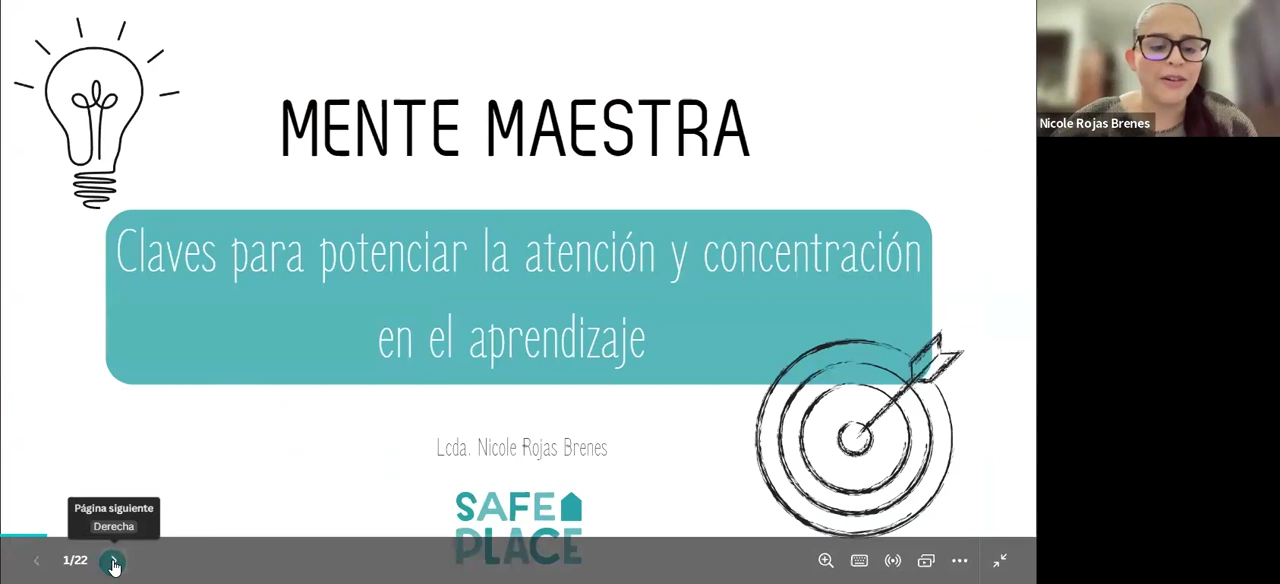 MENTE MAESTRA
Claves para potenciar la atención y concentración
en el aprendizaje
Lcda. Nicole Rojas Brenes
SAFE
PLACE
Página siguiente
Derecha
1/22
Nicole Rojas Brenes